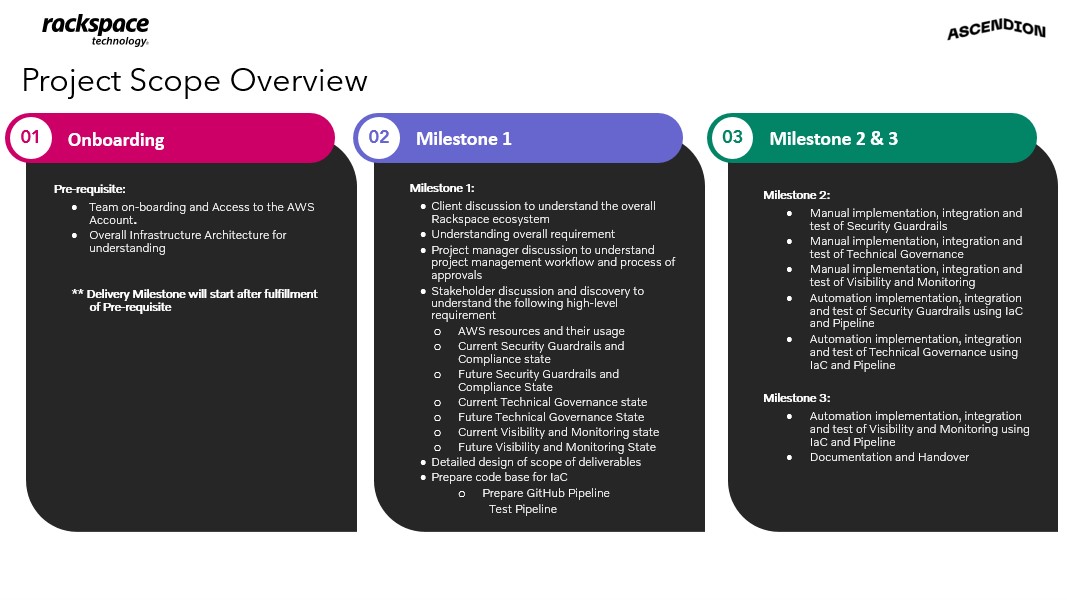 rackspace
technology.
ASCENDION
Project Scope Overview
01 Onboarding
Pre-requisite:
● Team on-boarding and Access to the AWS
Account.
● Overall Infrastructure Architecture for
understanding
** Delivery Milestone will start after fulfillment
of Pre-requisite
02 Milestone 1
Milestone 1:
● Client discussion to understand the overall
Rackspace ecosystem
● Understanding overall requirement
● Project manager discussion to understand
project management workflow and process of
approvals
● Stakeholder discussion and discovery to
understand the following high-level
requirement
o AWS resources and their usage
o Current Security Guardrails and
Compliance state
o Future Security Guardrails and
Compliance State
o Current Technical Governance state
o Future Technical Governance State
o Current Visibility and Monitoring state
o Future Visibility and Monitoring State
● Detailed design of scope of deliverables
● Prepare code base for IaC
o Prepare GitHub Pipeline
Test Pipeline
03 Milestone 2 & 3
Milestone 2:
● Manual implementation, integration and
test of Security Guardrails
● Manual implementation, integration and
test of Technical Governance
● Manual implementation, integration and
test of Visibility and Monitoring
● Automation implementation, integration
and test of Security Guardrails using IaC
and Pipeline
● Automation implementation, integration
and test of Technical Governance using
IaC and Pipeline
Milestone 3:
● Automation implementation, integration
and test of Visibility and Monitoring using
IaC and Pipeline
● Documentation and Handover